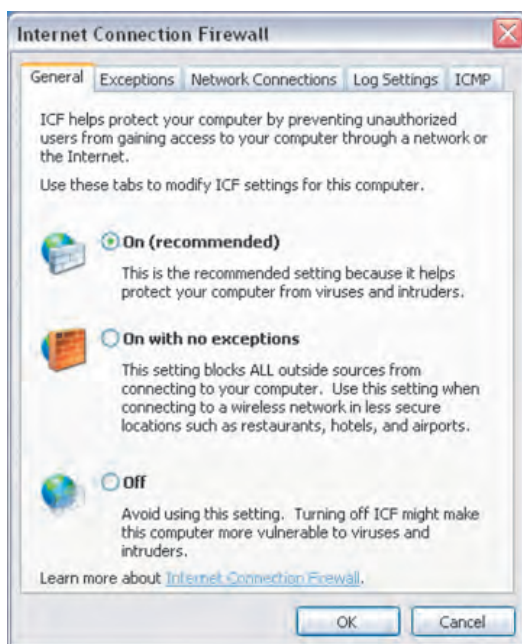 Internet Connection Firewall
General Exceptions Network Connections Log Settings ICMP
ICF helps protect your computer by preventing unauthorized
users from gaining access to your computer through a network or
the Internet.
Use these tabs to modify ICF settings for this computer.
On (recommended)
This is the recommended setting because it helps
protect your computer from viruses and intruders.
On with no exceptions
This setting blocks ALL outside sources from
connecting to your computer. Use this setting when
connecting to a wireless network in less secure
locations such as restaurants, hotels, and airports.
Off
Avoid using this setting. Turning off ICF might make
this computer more vulnerable to viruses and
intruders.
Learn more about Internet Connection Firewall.
OK Cancel